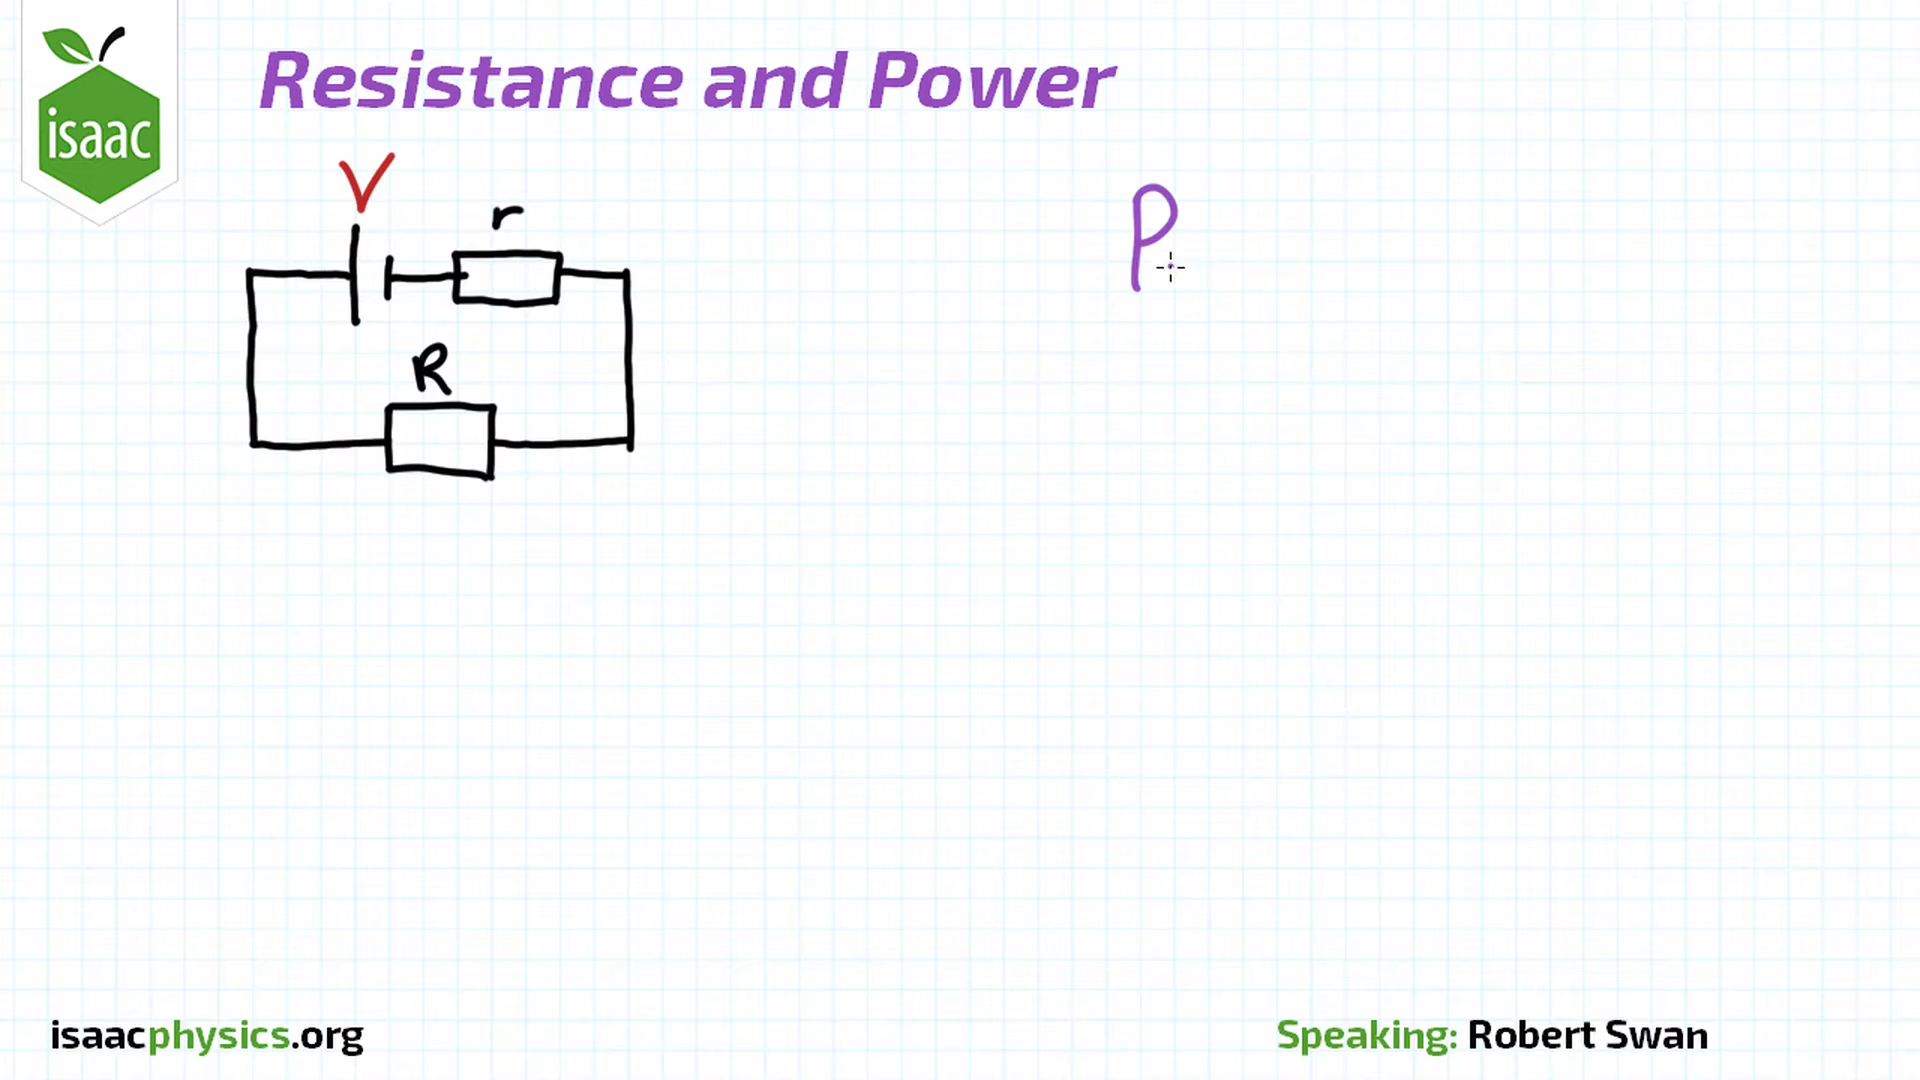 isaac
Resistance and Power
V
r
R
P
isaacphysics.org
Speaking: Robert Swan